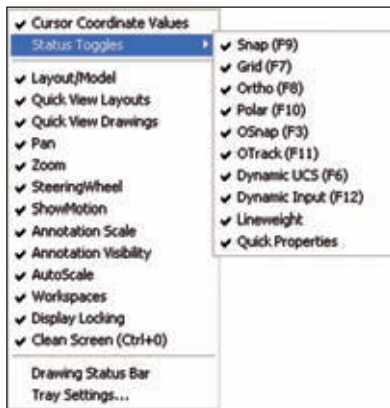 Cursor Coordinate Values
Status Toggles
Layout/Model
Quick View Layouts
Quick View Drawings
Pan
Zoom
SteeringWheel
ShowMotion
Annotation Scale
Annotation Visibility
AutoScale
Workspaces
Display Locking
Clean Screen (Ctrl+0)
Drawing Status Bar
Tray Settings...
Snap (F9)
Grid (F7)
Ortho (F8)
Polar (F10)
OSnap (F3)
OTrack (F11)
Dynamic UCS (F6)
Dynamic Input (F12)
Lineweight
Quick Properties